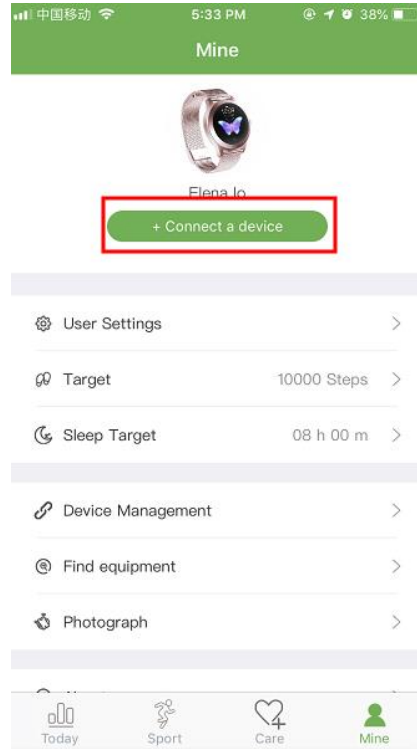 中国移动 5:33 PM 38%
Mine
Elena Io
+ Connect a device
User Settings
Target 10000 Steps
Sleep Target 08 h 00 m
Device Management
Find equipment
Photograph
Today Sport Care Mine